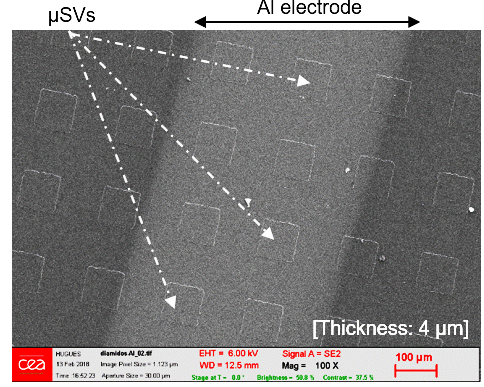 µSVs
Al electrode
[Thickness: 4 µm]
cea
HUGUES
diamidos Al_02.tif
EHT = 6.00 kV
Signal A = SE2
100 µm
13 Feb 2018
Image Pixel Size = 1.123 µm
WD = 12.5 mm
Mag = 100 X
Time :16:52:23
Aperture Size = 30.00 µm
Stage at T = 0.0 °
Brightness = 50.8 %
Contrast = 37.5 %